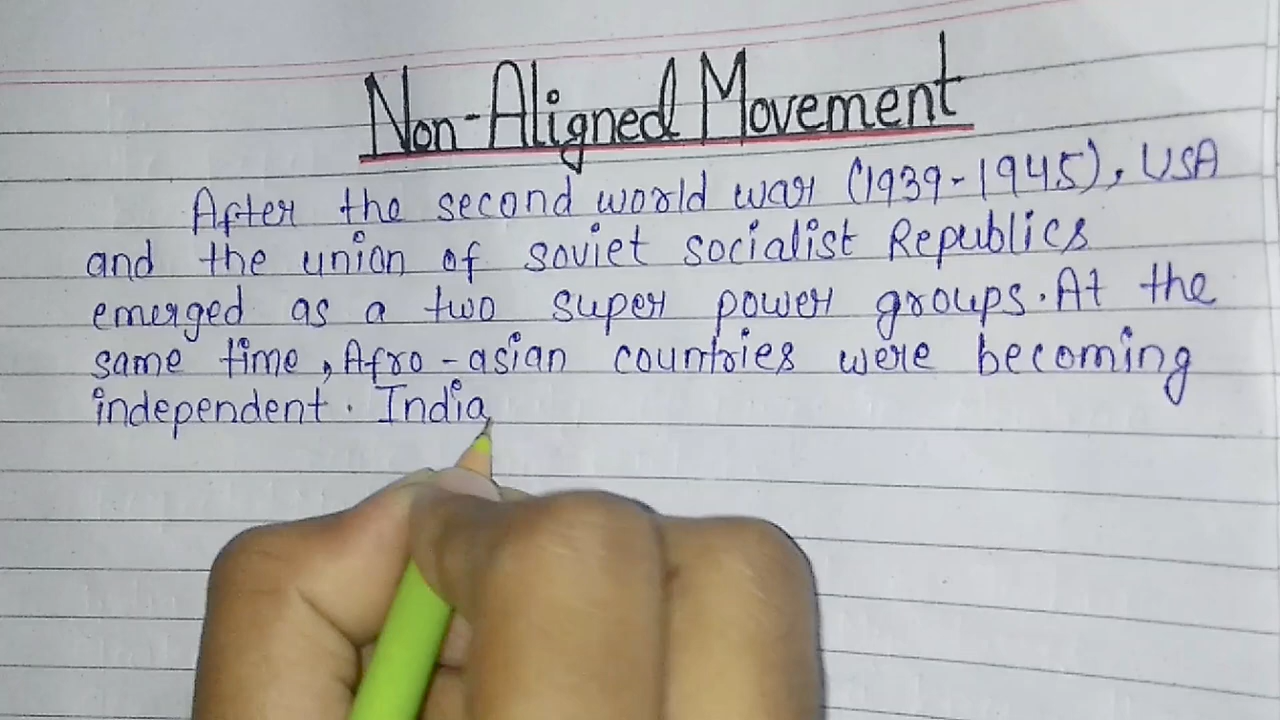 Non-Aligned Movement
After the second world war (1939-1945), USA
and the union of soviet socialist Republics
emerged as a two super power groups. At the
same time, Afro-asian countries were becoming
independent. India